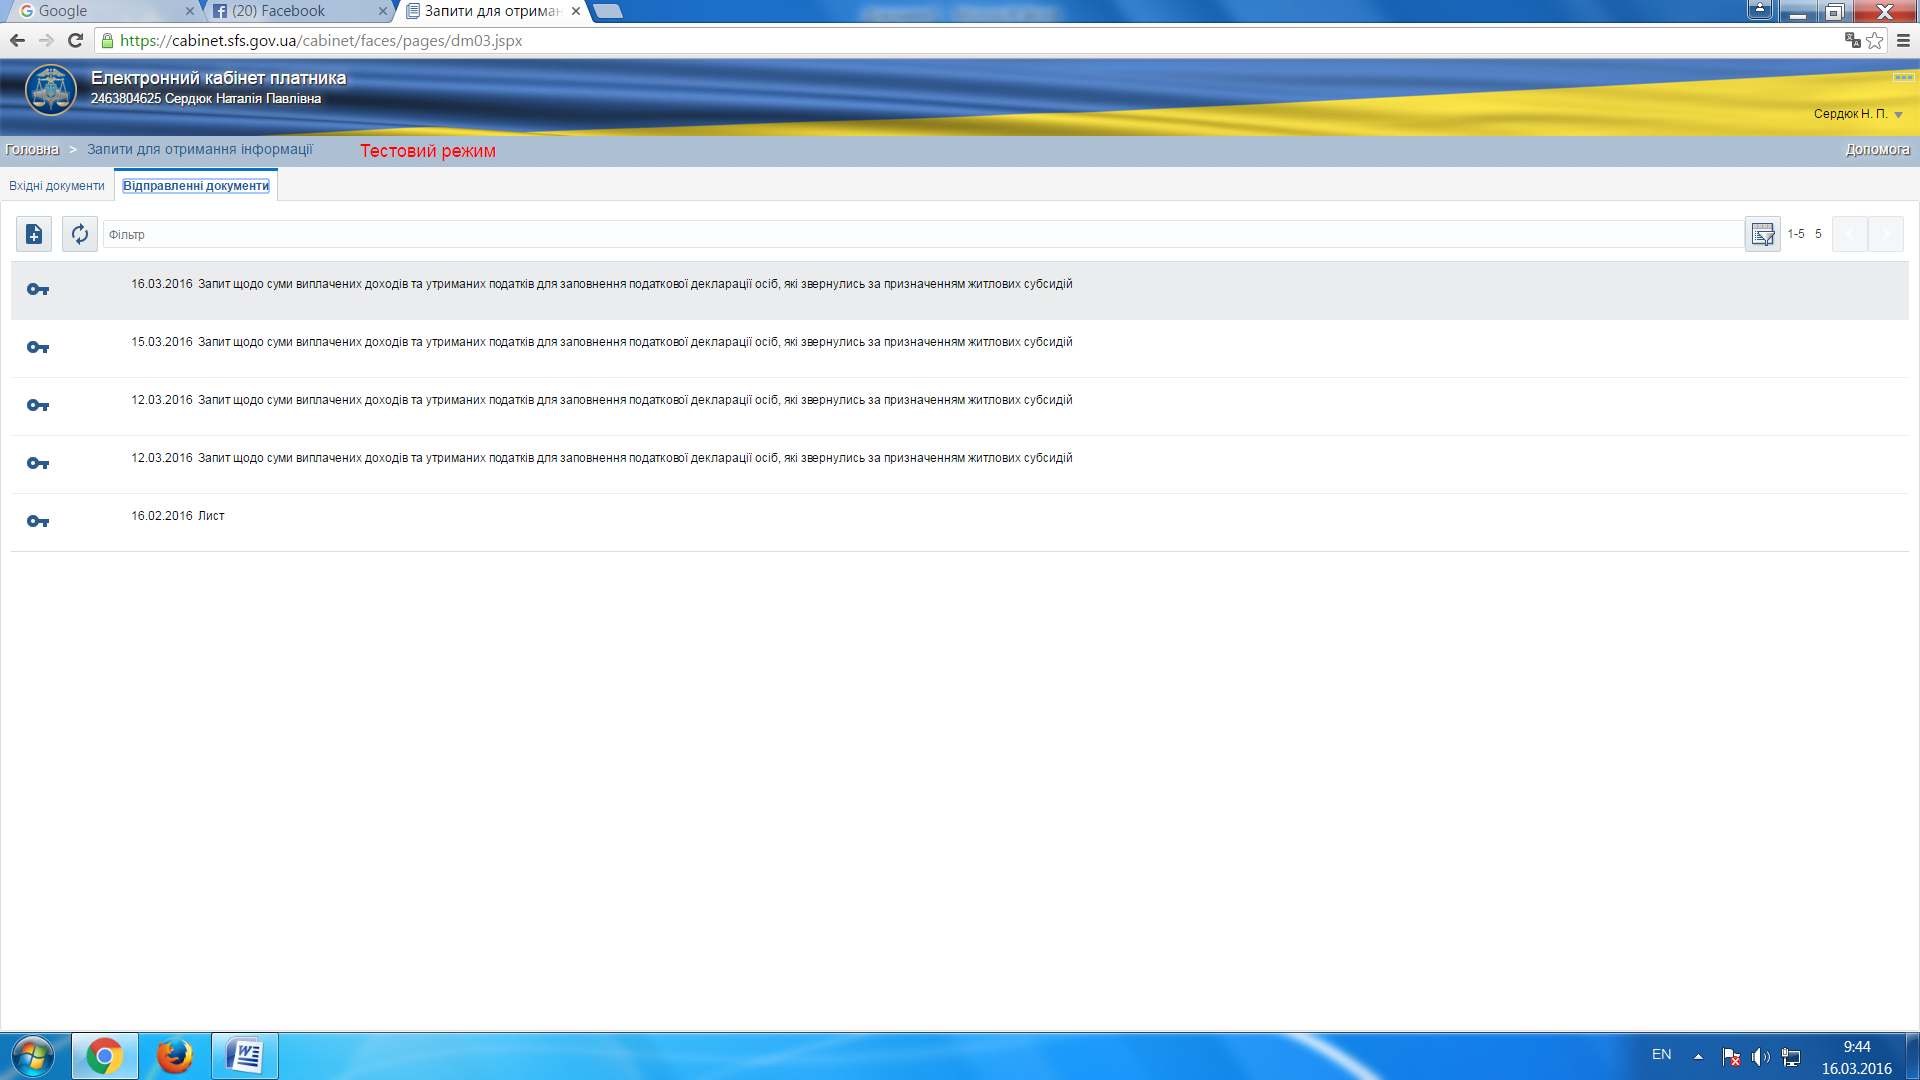 Google
(20) Facebook
Запити для отриман
https://cabinet.sfs.gov.ua/cabinet/faces/pages/dm03.jspx
Електронний кабінет платника
2463804625 Сердюк Наталія Павлівна
Сердюк Н. П.
Головна > Запити для отримання інформації
Тестовий режим
Допомога
Вхідні документи
Відправленні документи
Фільтр
1-5 5
16.03.2016 Запит щодо суми виплачених доходів та утриманих податків для заповнення податкової декларації осіб, які звернулись за призначенням житлових субсидій
15.03.2016 Запит щодо суми виплачених доходів та утриманих податків для заповнення податкової декларації осіб, які звернулись за призначенням житлових субсидій
12.03.2016 Запит щодо суми виплачених доходів та утриманих податків для заповнення податкової декларації осіб, які звернулись за призначенням житлових субсидій
12.03.2016 Запит щодо суми виплачених доходів та утриманих податків для заповнення податкової декларації осіб, які звернулись за призначенням житлових субсидій
16.02.2016 Лист
EN
9:44
16.03.2016